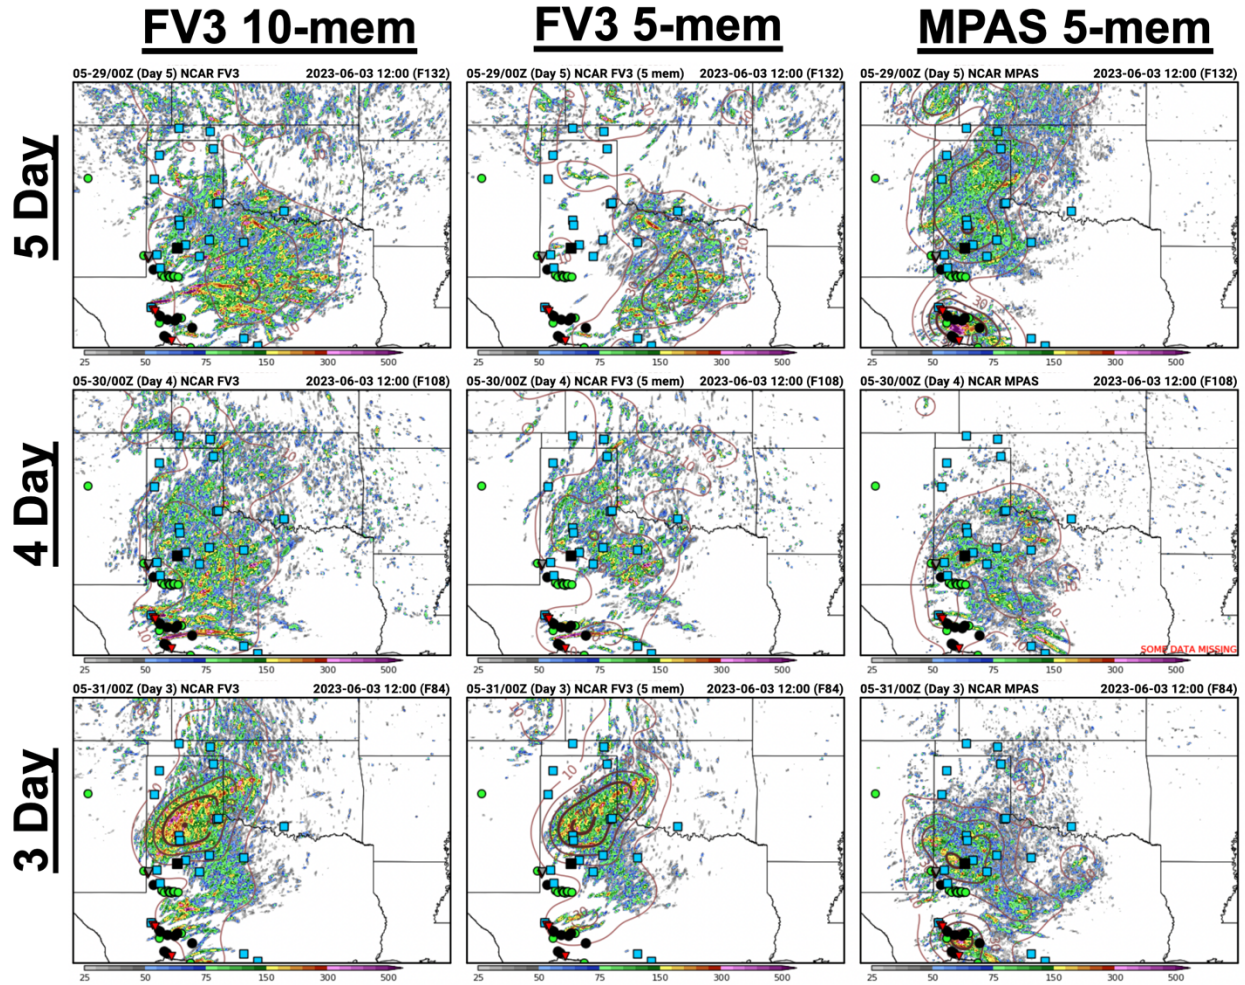 FV3 10-mem
FV3 5-mem
MPAS 5-mem
5 Day
05-29/00Z (Day 5) NCAR FV3
2023-06-03 12:00 (F132)
05-29/00Z (Day 5) NCAR FV3 (5 mem)
2023-06-03 12:00 (F132)
05-29/00Z (Day 5) NCAR MPAS
2023-06-03 12:00 (F132)
10
10
30
25 50 75 150 300 500
25 50 75 150 300 500
25 50 75 150 300 500
4 Day
05-30/00Z (Day 4) NCAR FV3
2023-06-03 12:00 (F108)
05-30/00Z (Day 4) NCAR FV3 (5 mem)
2023-06-03 12:00 (F108)
05-30/00Z (Day 4) NCAR MPAS
2023-06-03 12:00 (F108)
10
10
SOME DATA MISSING
25 50 75 150 300 500
25 50 75 150 300 500
25 50 75 150 300 500
3 Day
05-31/00Z (Day 3) NCAR FV3
2023-06-03 12:00 (F84)
05-31/00Z (Day 3) NCAR FV3 (5 mem)
2023-06-03 12:00 (F84)
05-31/00Z (Day 3) NCAR MPAS
2023-06-03 12:00 (F84)
10
25 50 75 150 300 500
25 50 75 150 300 500
25 50 75 150 300 500